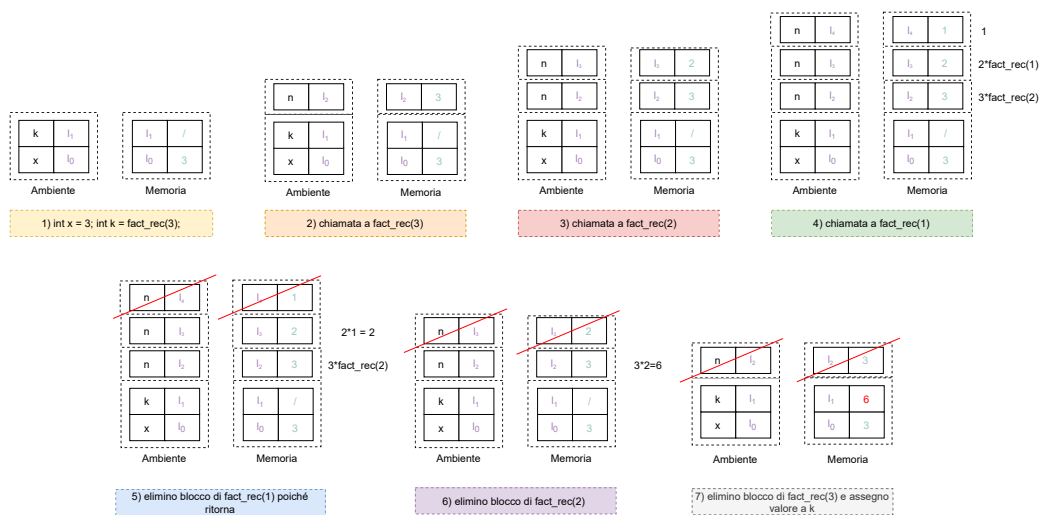 n l₄ l₄ 1 1
n l₃ l₃ 2
n l₃ l₃ 2 2*fact_rec(1)
n l₂ l₂ 3
n l₂ l₂ 3
n l₂ l₂ 3 3*fact_rec(2)
k l₁ l₁ /
k l₁ l₁ /
k l₁ l₁ /
k l₁ l₁ /
x l₀ l₀ 3
x l₀ l₀ 3
x l₀ l₀ 3
x l₀ l₀ 3
Ambiente Memoria
Ambiente Memoria
Ambiente Memoria
Ambiente Memoria
1) int x = 3; int k = fact_rec(3);
2) chiamata a fact_rec(3)
3) chiamata a fact_rec(2)
4) chiamata a fact_rec(1)
n l₄ l₄ 1
n l₃ l₃ 2 2*1 = 2
n l₂ l₂ 3 3*fact_rec(2)
k l₁ l₁ /
x l₀ l₀ 3
Ambiente Memoria
5) elimino blocco di fact_rec(1) poiché
ritorna
n l₃ l₃ 2
n l₂ l₂ 3 3*2=6
k l₁ l₁ /
x l₀ l₀ 3
Ambiente Memoria
6) elimino blocco di fact_rec(2)
n l₂ l₂ 3
k l₁ l₁ 6
x l₀ l₀ 3
Ambiente Memoria
7) elimino blocco di fact_rec(3) e assegno
valore a k